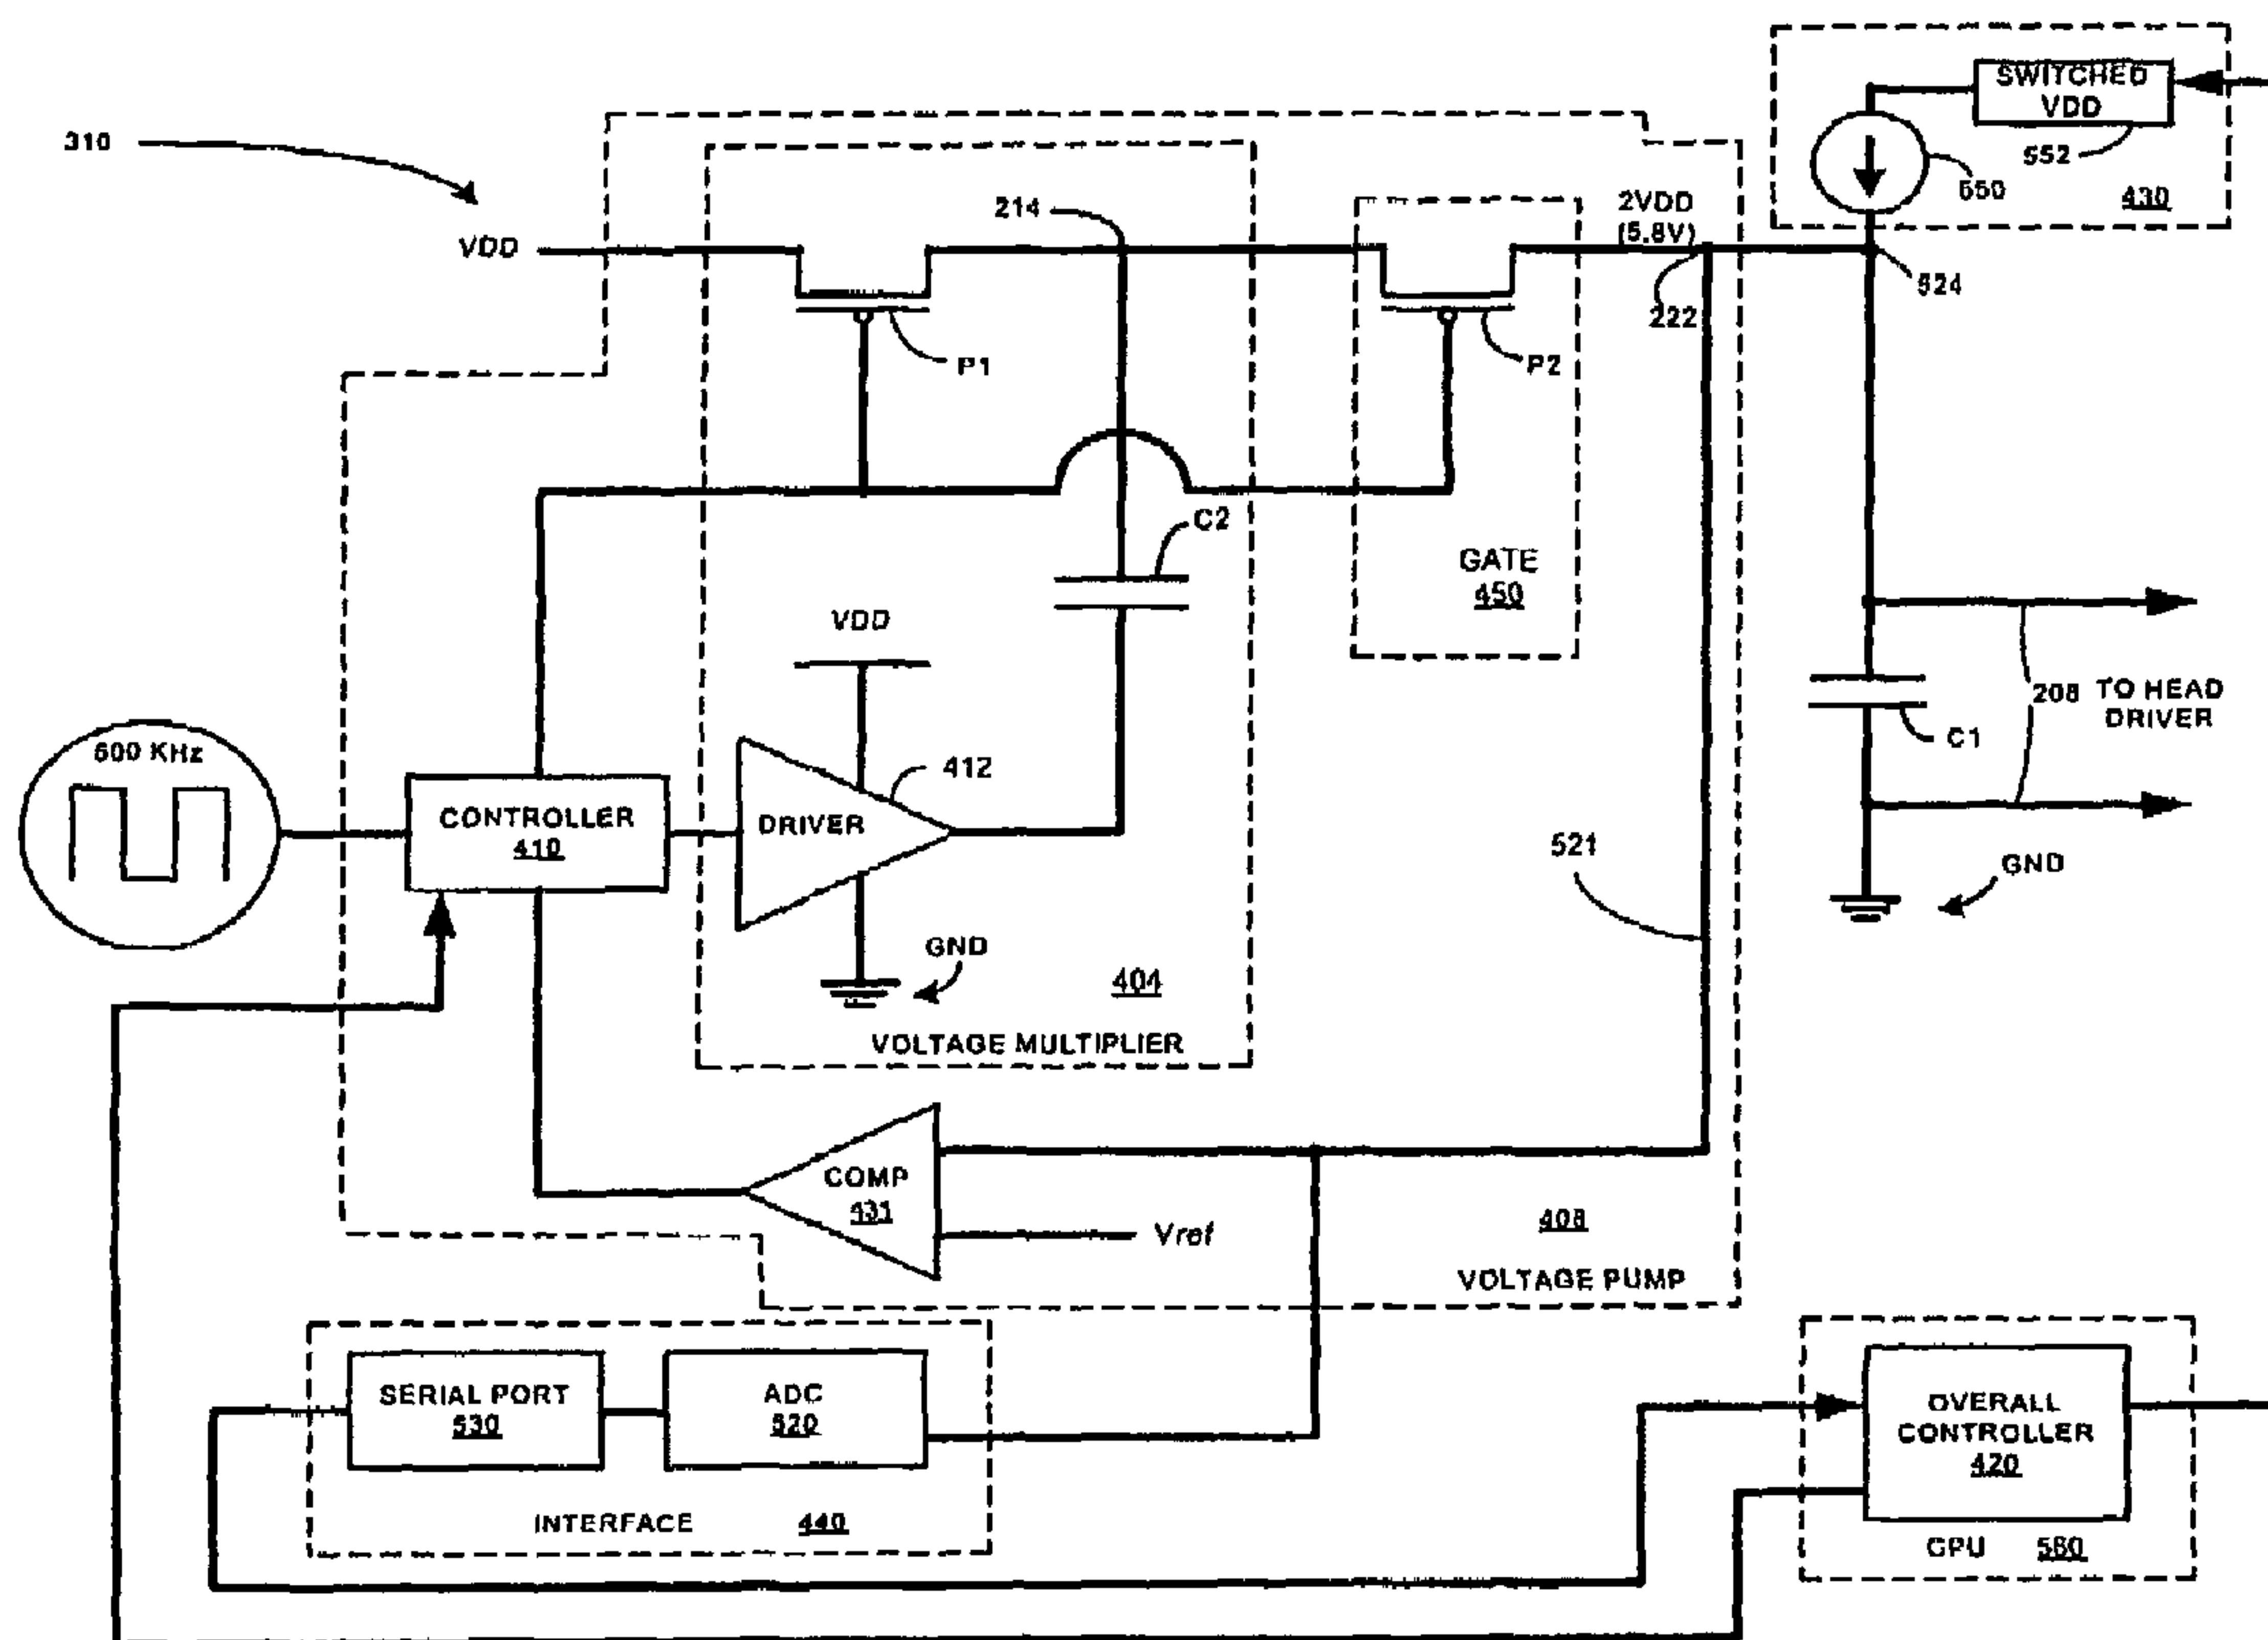 SWITCHED
VDD
552
550
430
310
VDD
214
2VDD
(5.8V)
222
524
P1
P2
C2
GATE
450
VDD
208 TO HEAD
DRIVER
C1
500 KHz
412
CONTROLLER
410
DRIVER
521
GND
GND
404
VOLTAGE MULTIPLIER
COMP
431
Vref
408
VOLTAGE PUMP
SERIAL PORT
530
ADC
520
OVERALL
CONTROLLER
420
INTERFACE 440
CPU 560